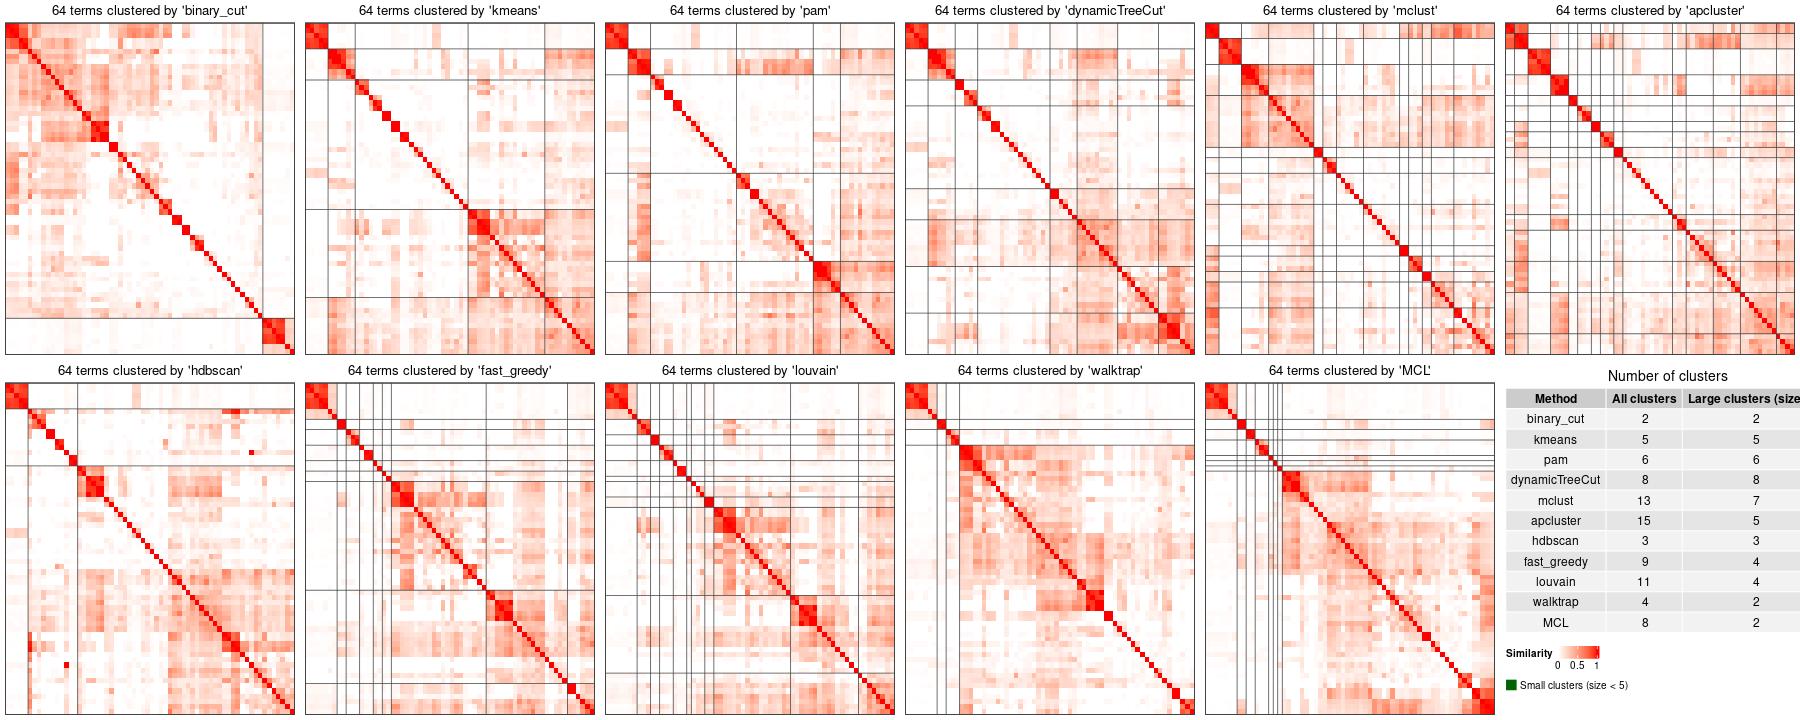 64 terms clustered by 'binary_cut'
64 terms clustered by 'kmeans'
64 terms clustered by 'pam'
64 terms clustered by 'dynamicTreeCut'
64 terms clustered by 'mclust'
64 terms clustered by 'apcluster'
64 terms clustered by 'hdbscan'
64 terms clustered by 'fast_greedy'
64 terms clustered by 'louvain'
64 terms clustered by 'walktrap'
64 terms clustered by 'MCL'
Number of clusters
Method All clusters Large clusters (size
binary_cut 2 2
kmeans 5 5
pam 6 6
dynamicTreeCut 8 8
mclust 13 7
apcluster 15 5
hdbscan 3 3
fast_greedy 9 4
louvain 11 4
walktrap 4 2
MCL 8 2
Similarity
0 0.5 1
Small clusters (size < 5)